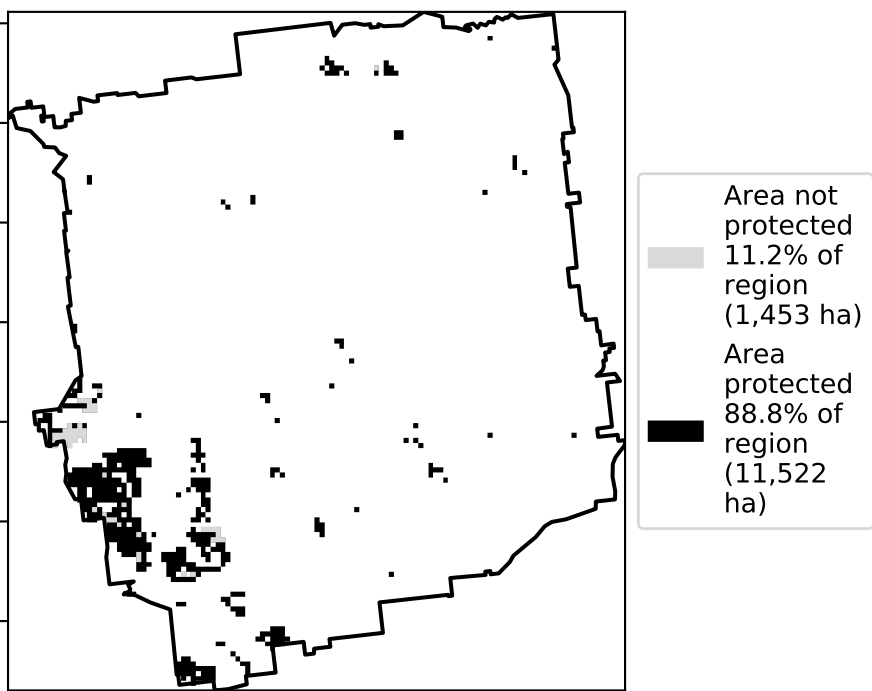 Area not
protected
11.2% of
region
(1,453 ha)
Area
protected
88.8% of
region
(11,522
ha)